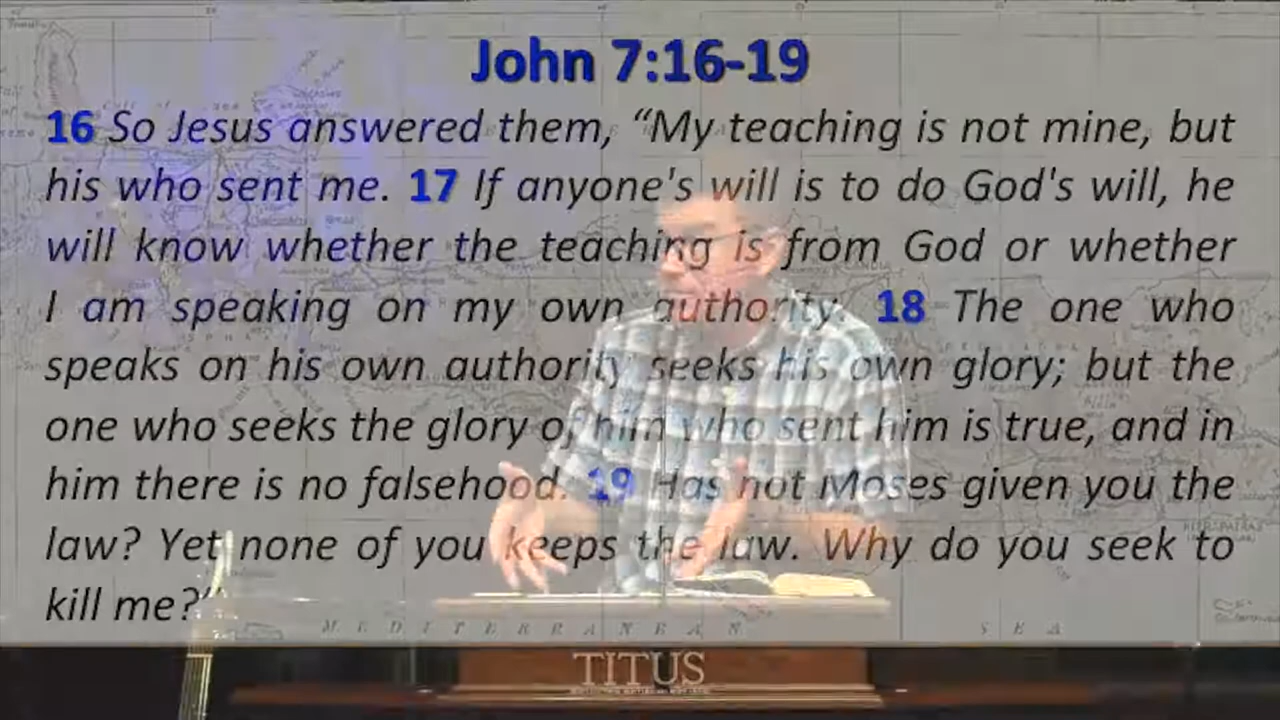 John 7:16-19
16 So Jesus answered them, “My teaching is not mine, but
his who sent me. 17 If anyone's will is to do God's will, he
will know whether the teaching is from God or whether
I am speaking on my own authority. 18 The one who
speaks on his own authority seeks his own glory; but the
one who seeks the glory of him who sent him is true, and in
him there is no falsehood. 19 Has not Moses given you the
law? Yet none of you keeps the law. Why do you seek to
kill me?”
MEDITERRANEAN SEA
TITUS